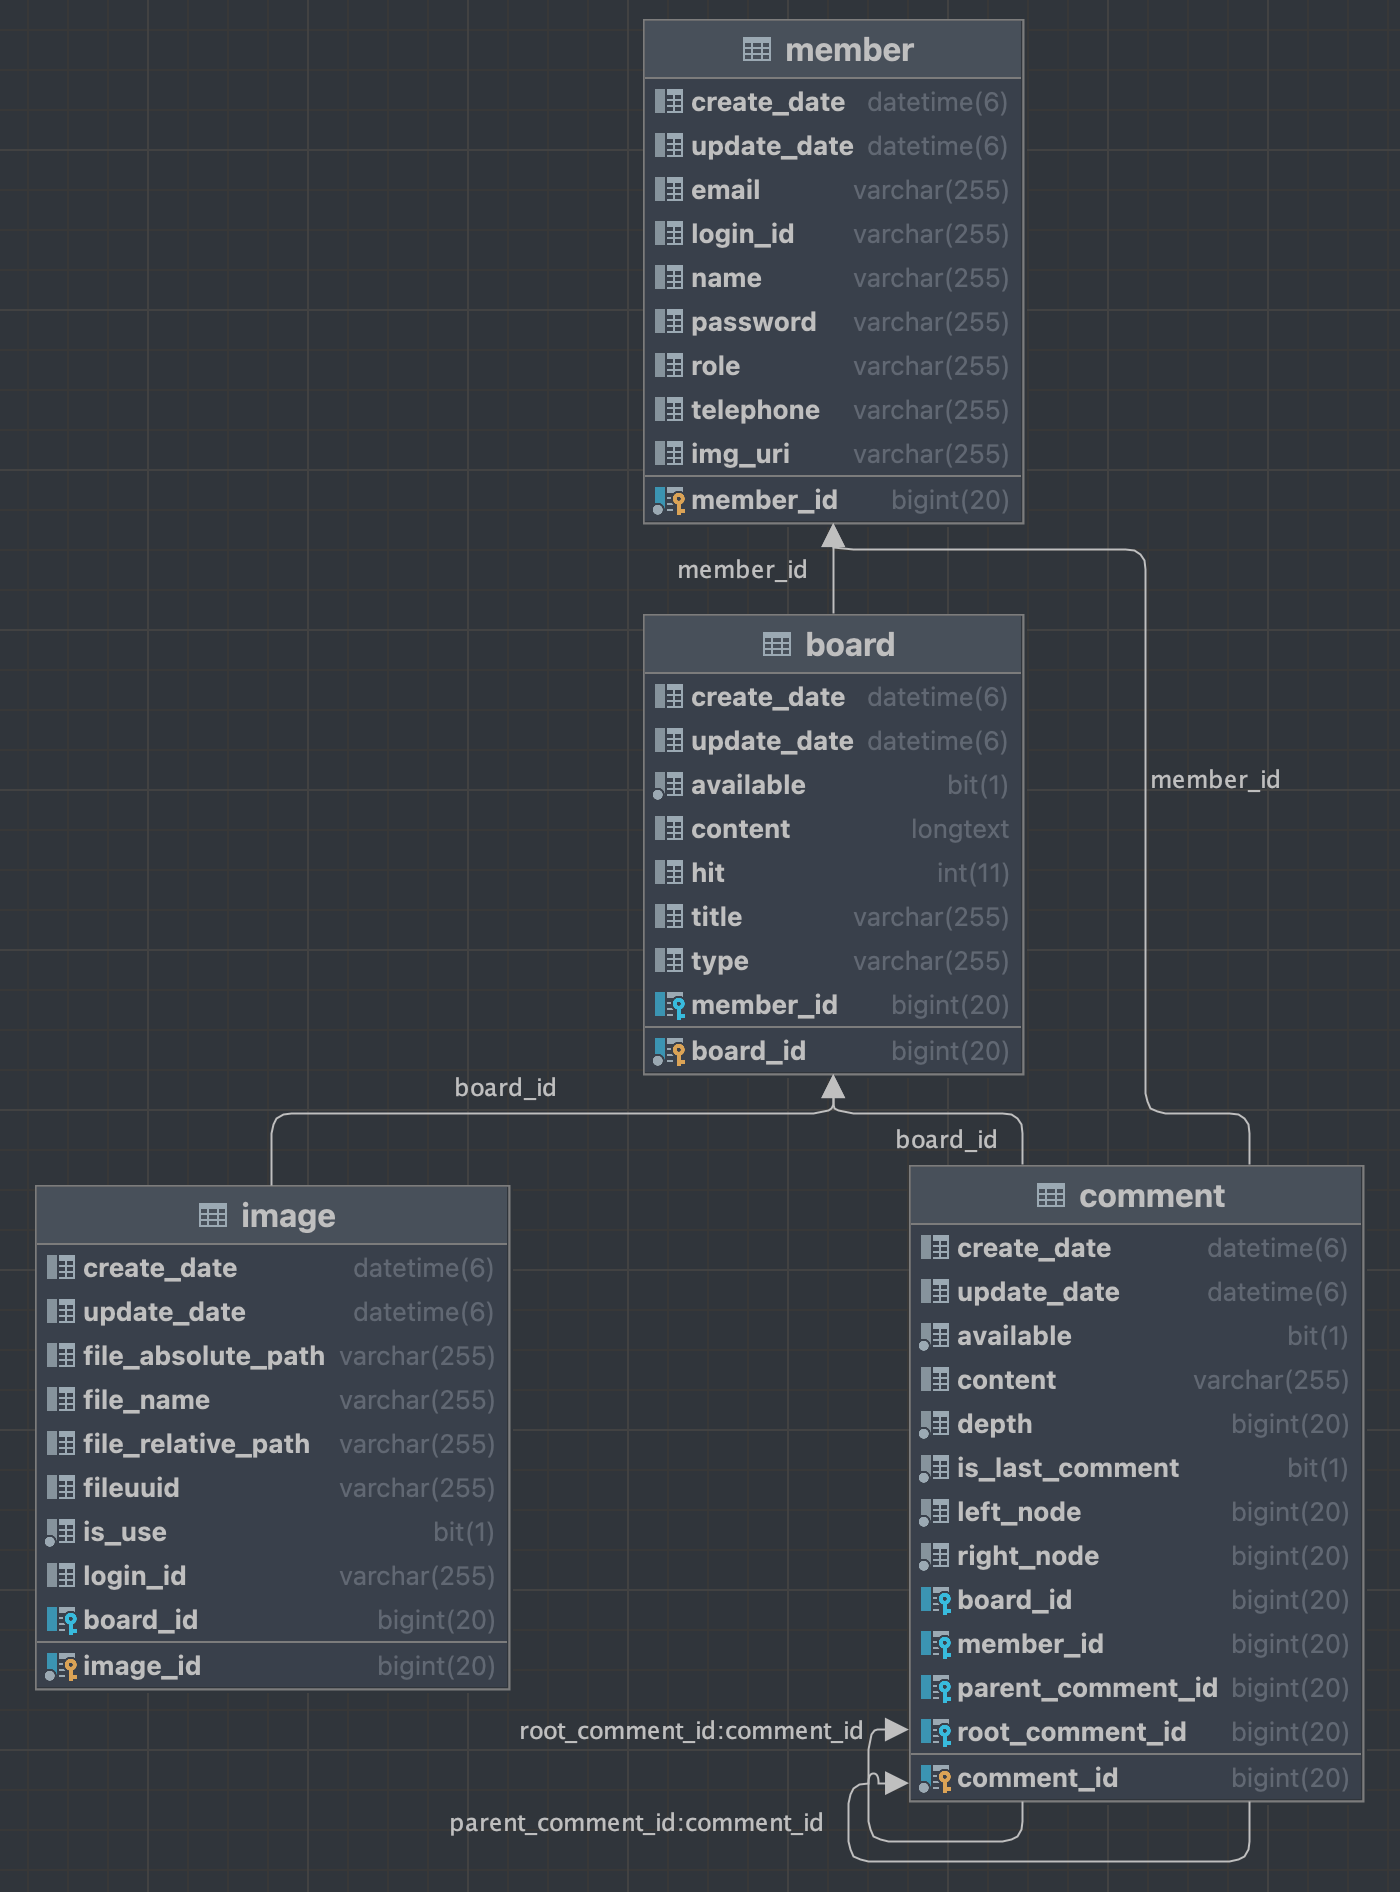 member
create_date datetime(6)
update_date datetime(6)
email varchar(255)
login_id varchar(255)
name varchar(255)
password varchar(255)
role varchar(255)
telephone varchar(255)
img_uri varchar(255)
member_id bigint(20)
member_id
board
create_date datetime(6)
update_date datetime(6)
available bit(1)
content longtext
hit int(11)
title varchar(255)
type varchar(255)
member_id bigint(20)
board_id bigint(20)
member_id
board_id
board_id
image
create_date datetime(6)
update_date datetime(6)
file_absolute_path varchar(255)
file_name varchar(255)
file_relative_path varchar(255)
fileuuid varchar(255)
is_use bit(1)
login_id varchar(255)
board_id bigint(20)
image_id bigint(20)
comment
create_date datetime(6)
update_date datetime(6)
available bit(1)
content varchar(255)
depth bigint(20)
is_last_comment bit(1)
left_node bigint(20)
right_node bigint(20)
board_id bigint(20)
member_id bigint(20)
parent_comment_id bigint(20)
root_comment_id bigint(20)
comment_id bigint(20)
root_comment_id:comment_id
parent_comment_id:comment_id